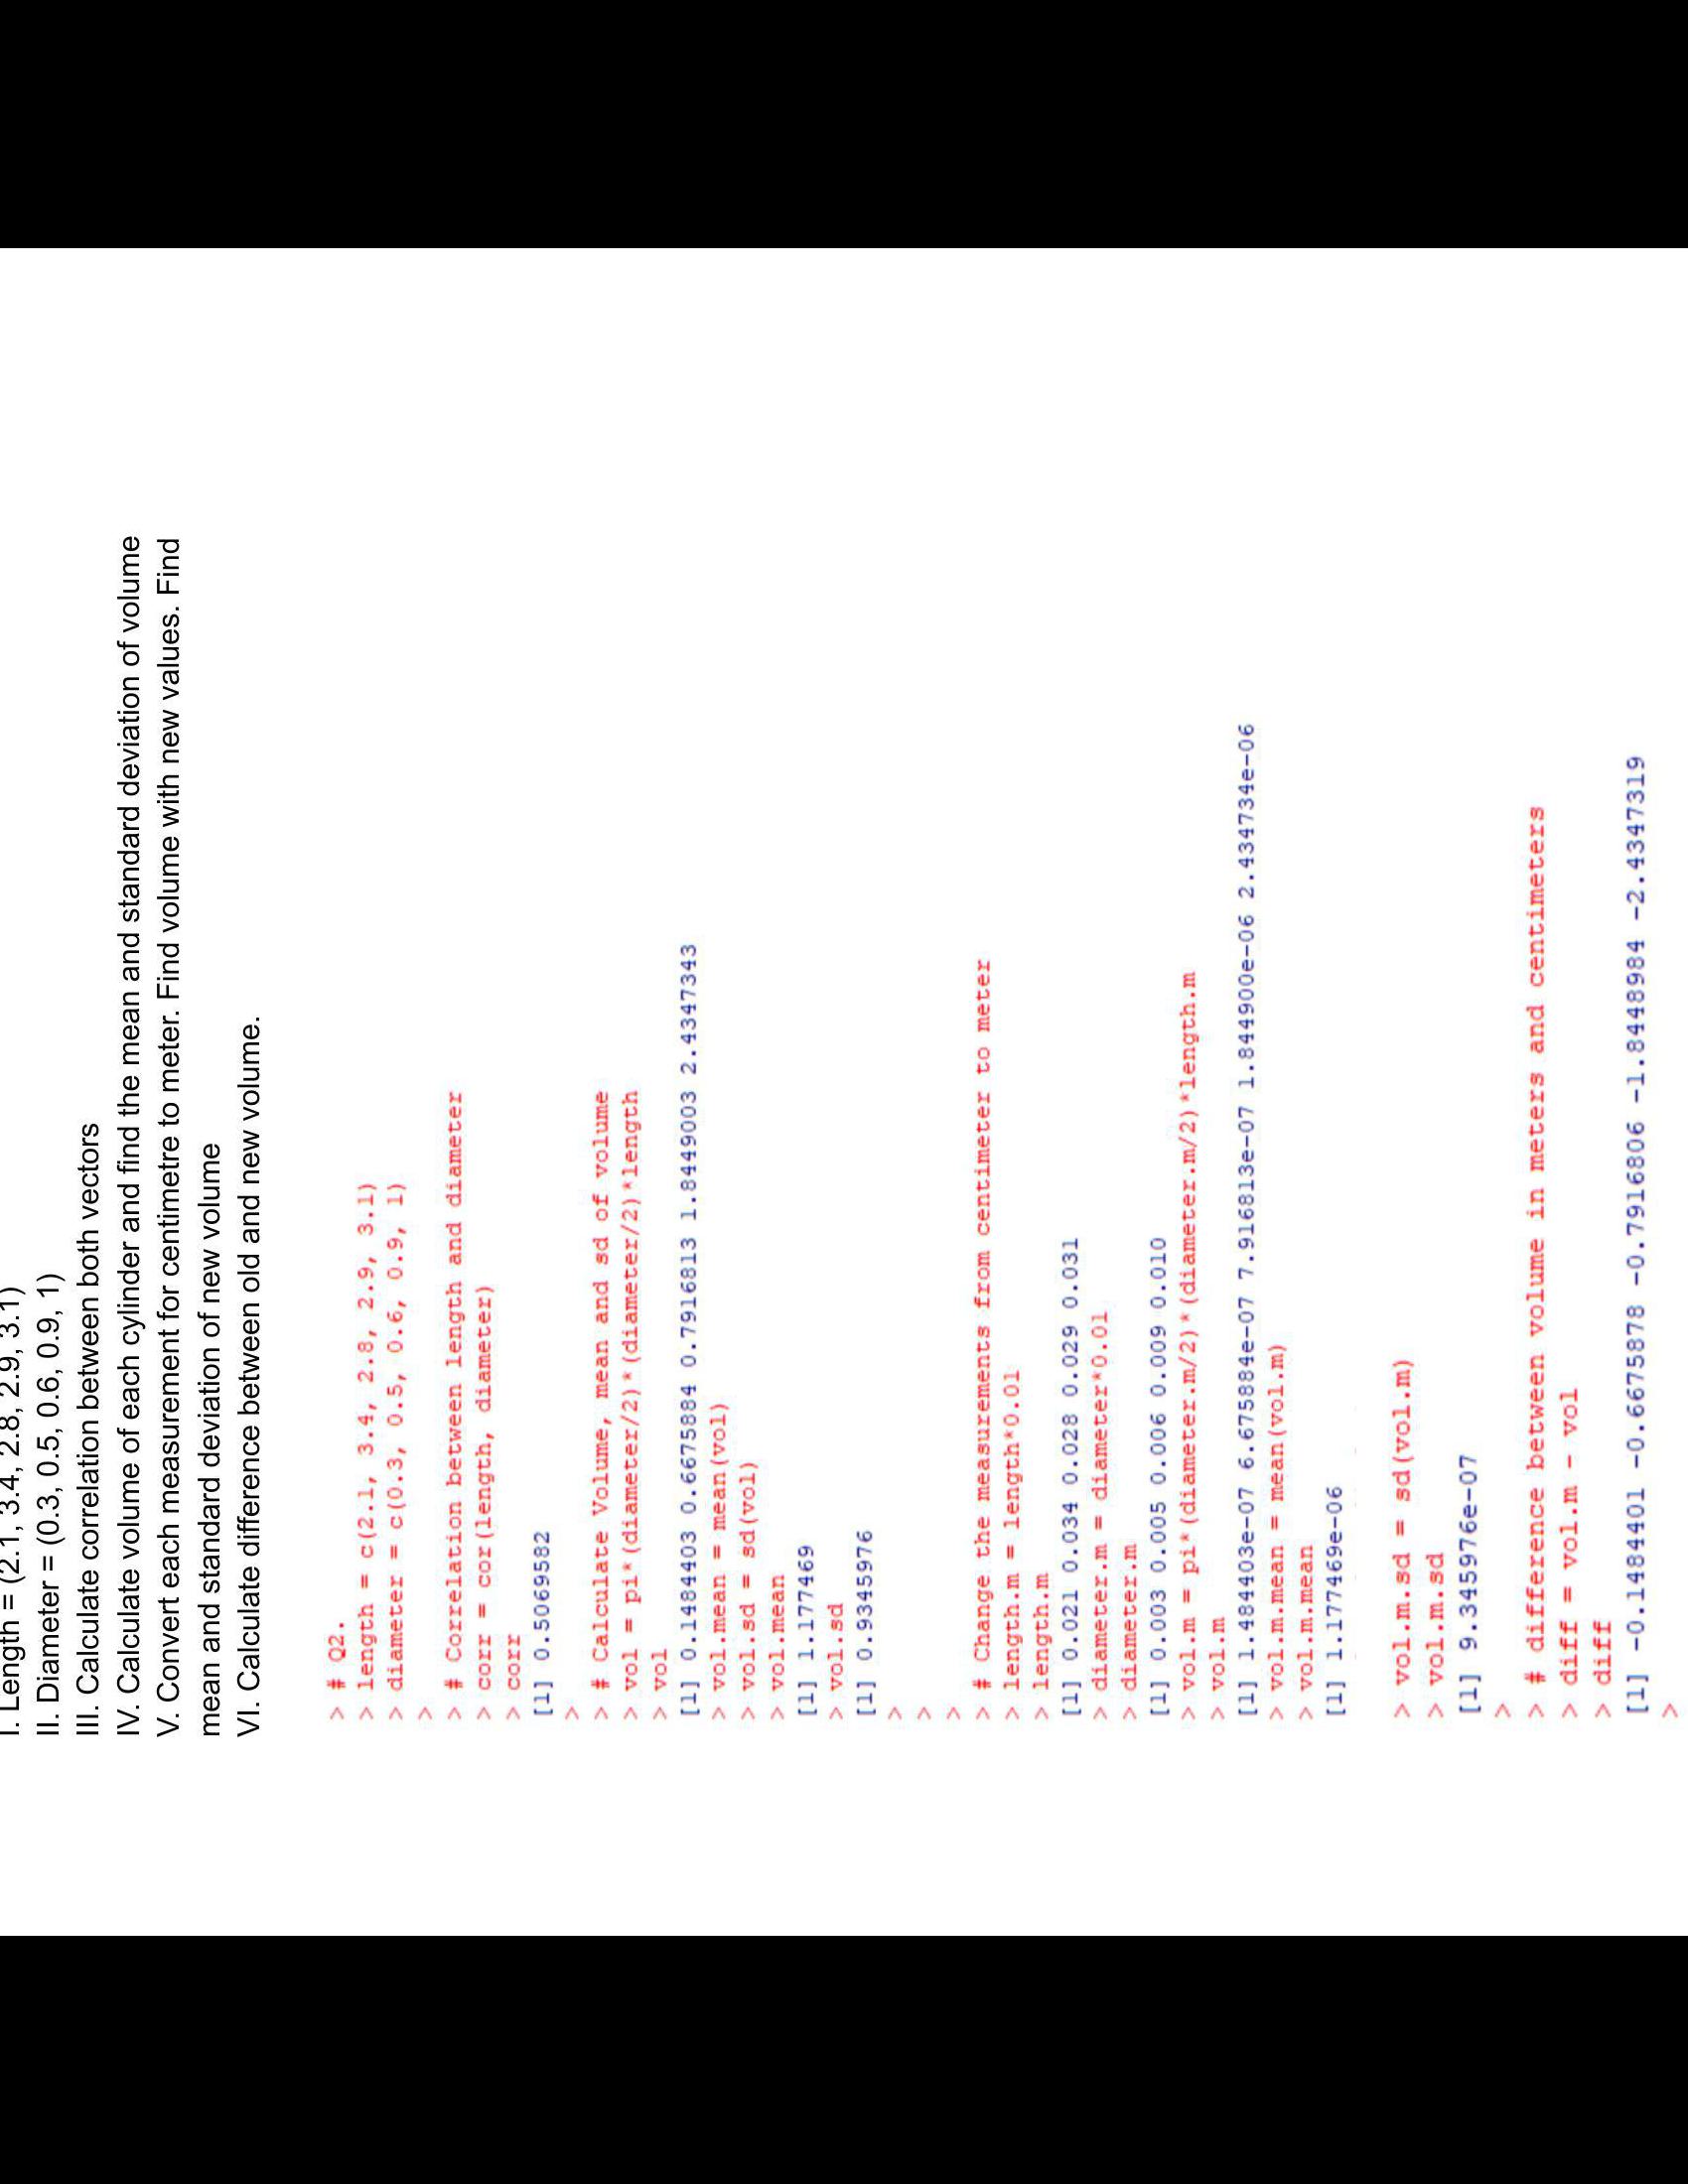 I. Length = (2.1, 3.4, 2.8, 2.9, 3.1)
II. Diameter = (0.3, 0.5, 0.6, 0.9, 1)
III. Calculate correlation between both vectors
IV. Calculate volume of each cylinder and find the mean and standard deviation of volume
V. Convert each measurement for centimetre to meter. Find volume with new values. Find
mean and standard deviation of new volume
VI. Calculate difference between old and new volume.
> # Q2.
> length = c(2.1, 3.4, 2.8, 2.9, 3.1)
> diameter = c(0.3, 0.5, 0.6, 0.9, 1)
>
> # Correlation between length and diameter
> corr = cor(length, diameter)
> corr
[1] 0.5069582
>
> # Calculate Volume, mean and sd of volume
> vol = pi*(diameter/2)*(diameter/2)*length
> vol
[1] 0.1484403 0.6675884 0.7916813 1.8449003 2.4347343
> vol.mean = mean(vol)
> vol.sd = sd(vol)
> vol.mean
[1] 1.177469
> vol.sd
[1] 0.9345976
>
>
>
> # Change the measurements from centimeter to meter
> length.m = length*0.01
> length.m
[1] 0.021 0.034 0.028 0.029 0.031
> diameter.m = diameter*0.01
> diameter.m
[1] 0.003 0.005 0.006 0.009 0.010
> vol.m = pi*(diameter.m/2)*(diameter.m/2)*length.m
> vol.m
[1] 1.484403e-07 6.675884e-07 7.916813e-07 1.844900e-06 2.434734e-06
> vol.m.mean = mean(vol.m)
> vol.m.mean
[1] 1.177469e-06
> vol.m.sd = sd(vol.m)
> vol.m.sd
[1] 9.345976e-07
>
> # difference between volume in meters and centimeters
> diff = vol.m - vol
> diff
[1] -0.1484401 -0.6675878 -0.7916806 -1.8448984 -2.4347319
>